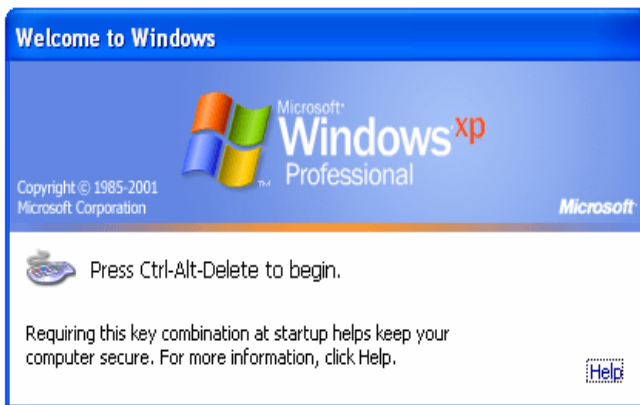 Welcome to Windows
Microsoft®
Windows xp
Professional
TM
Copyright © 1985-2001
Microsoft Corporation
Microsoft®
Press Ctrl-Alt-Delete to begin.
Requiring this key combination at startup helps keep your
computer secure. For more information, click Help.
Help